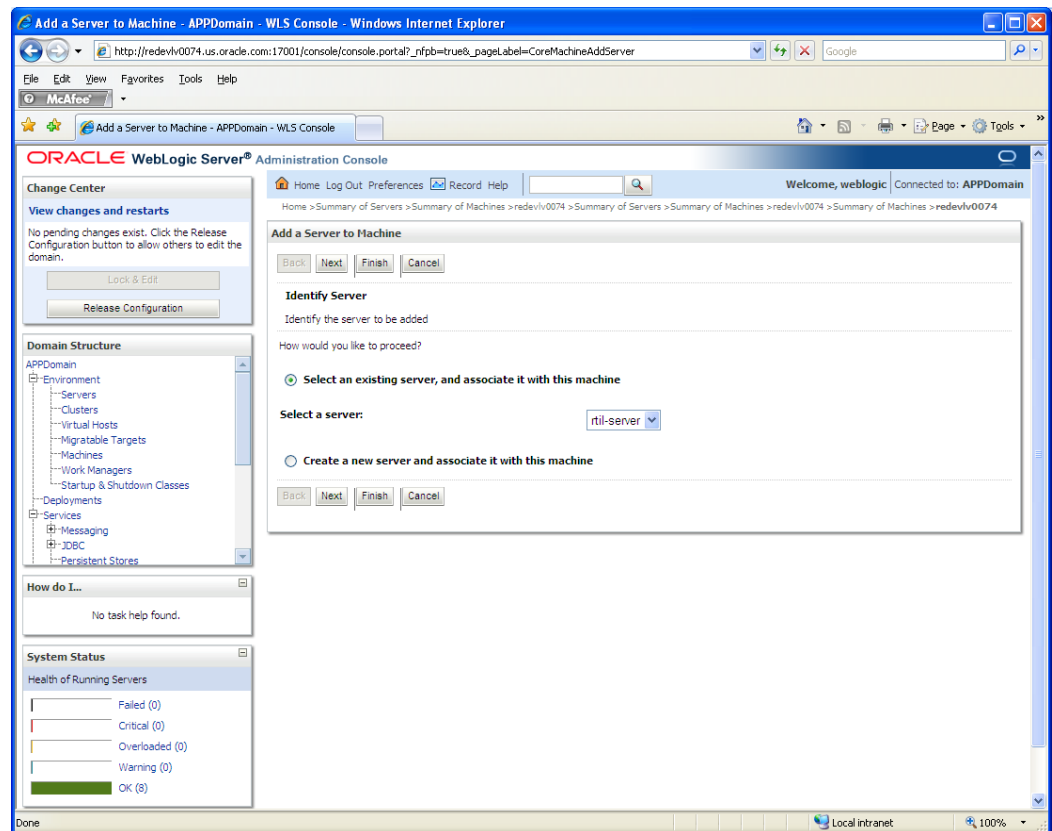 Add a Server to Machine - APPDomain - WLS Console - Windows Internet Explorer
http://redevlv0074.us.oracle.com:17001/console/console.portal?_nfpb=true&_pageLabel=CoreMachineAddServer
Google
File Edit View Favorites Tools Help
McAfee
Add a Server to Machine - APPDomain - WLS Console
Page Tools »
ORACLE WebLogic Server® Administration Console
Change Center
View changes and restarts
No pending changes exist. Click the Release
Configuration button to allow others to edit the
domain.
Lock & Edit
Release Configuration
Domain Structure
APPDomain
Environment
Servers
Clusters
Virtual Hosts
Migratable Targets
Machines
Work Managers
Startup & Shutdown Classes
Deployments
Services
Messaging
JDBC
Persistent Stores
How do I...
No task help found.
System Status
Health of Running Servers
Failed (0)
Critical (0)
Overloaded (0)
Warning (0)
OK (8)
Home Log Out Preferences Record Help
Welcome, weblogic Connected to: APPDomain
Home >Summary of Servers >Summary of Machines >redevlv0074 >Summary of Servers >Summary of Machines >redevlv0074 >Summary of Machines >redevlv0074
Add a Server to Machine
Back Next Finish Cancel
Identify Server
Identify the server to be added
How would you like to proceed?
Select an existing server, and associate it with this machine
Select a server: rtil-server
Create a new server and associate it with this machine
Back Next Finish Cancel
Done Local intranet 100%